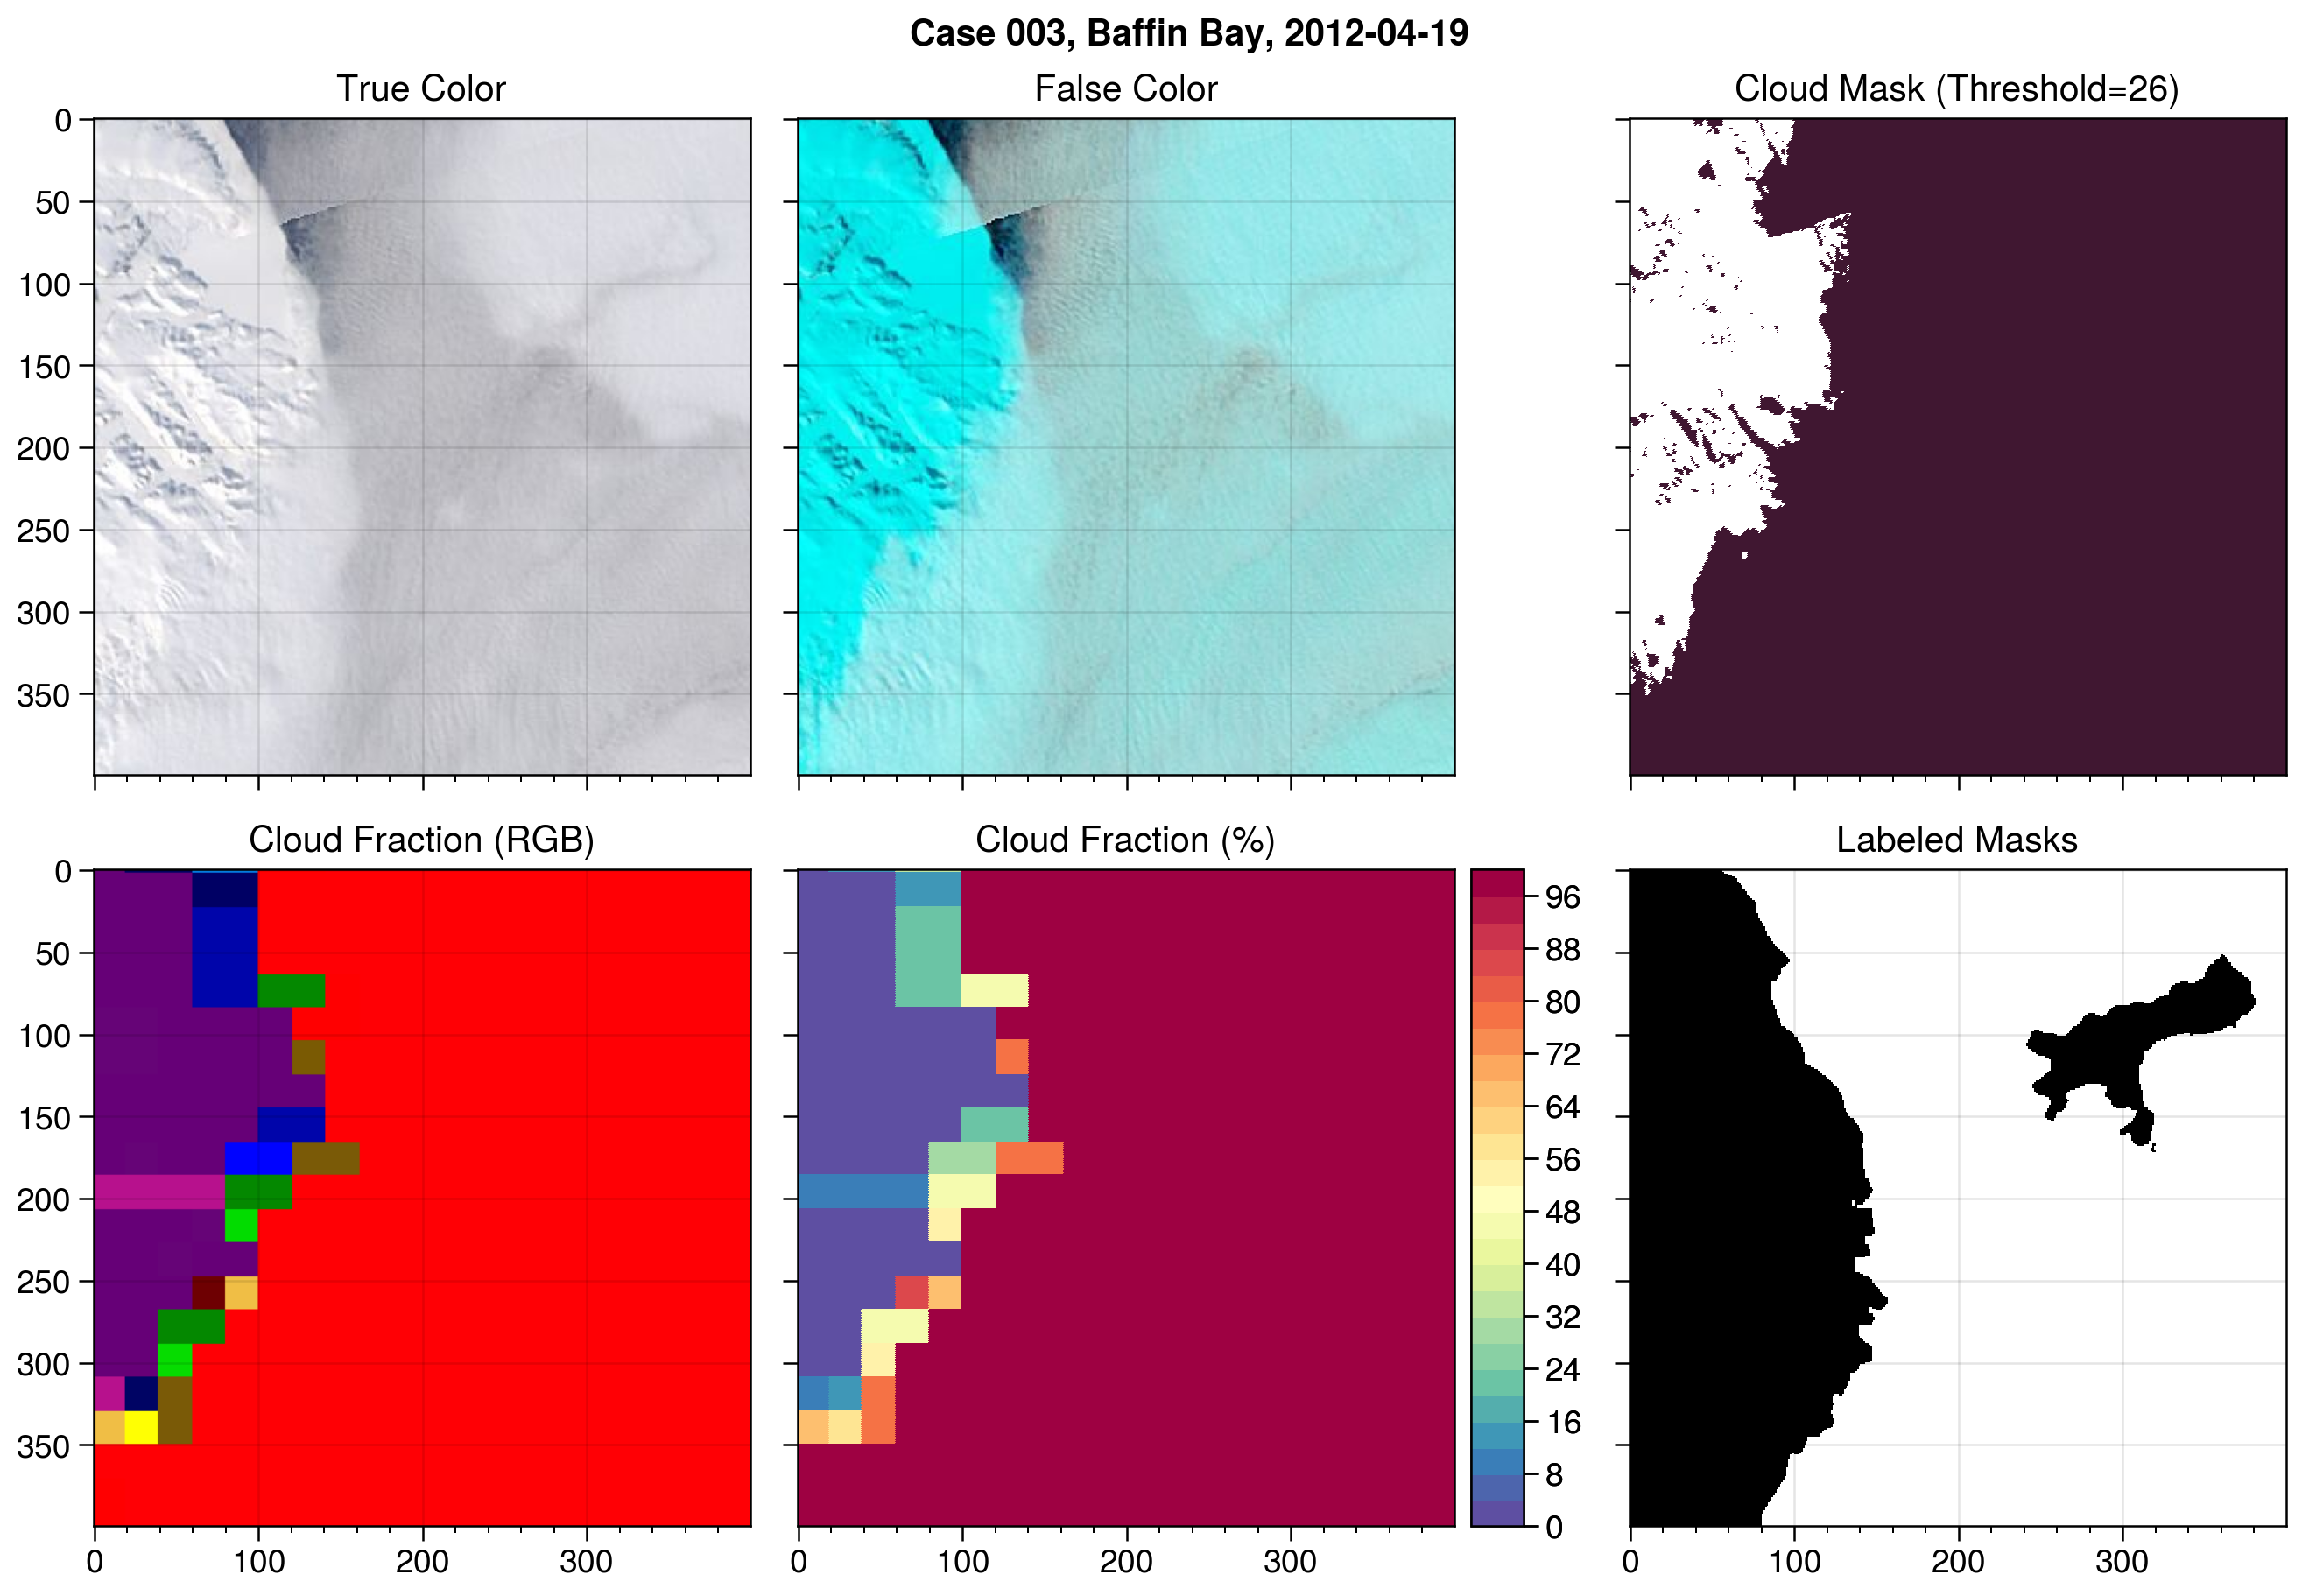 Case 003, Baffin Bay, 2012-04-19
True Color
False Color
Cloud Mask (Threshold=26)
0
50
100
150
200
250
300
350
Cloud Fraction (RGB)
Cloud Fraction (%)
Labeled Masks
0
50
100
150
200
250
300
350
96
88
80
72
64
56
48
40
32
24
16
8
0
0 100 200 300
0 100 200 300
0 100 200 300